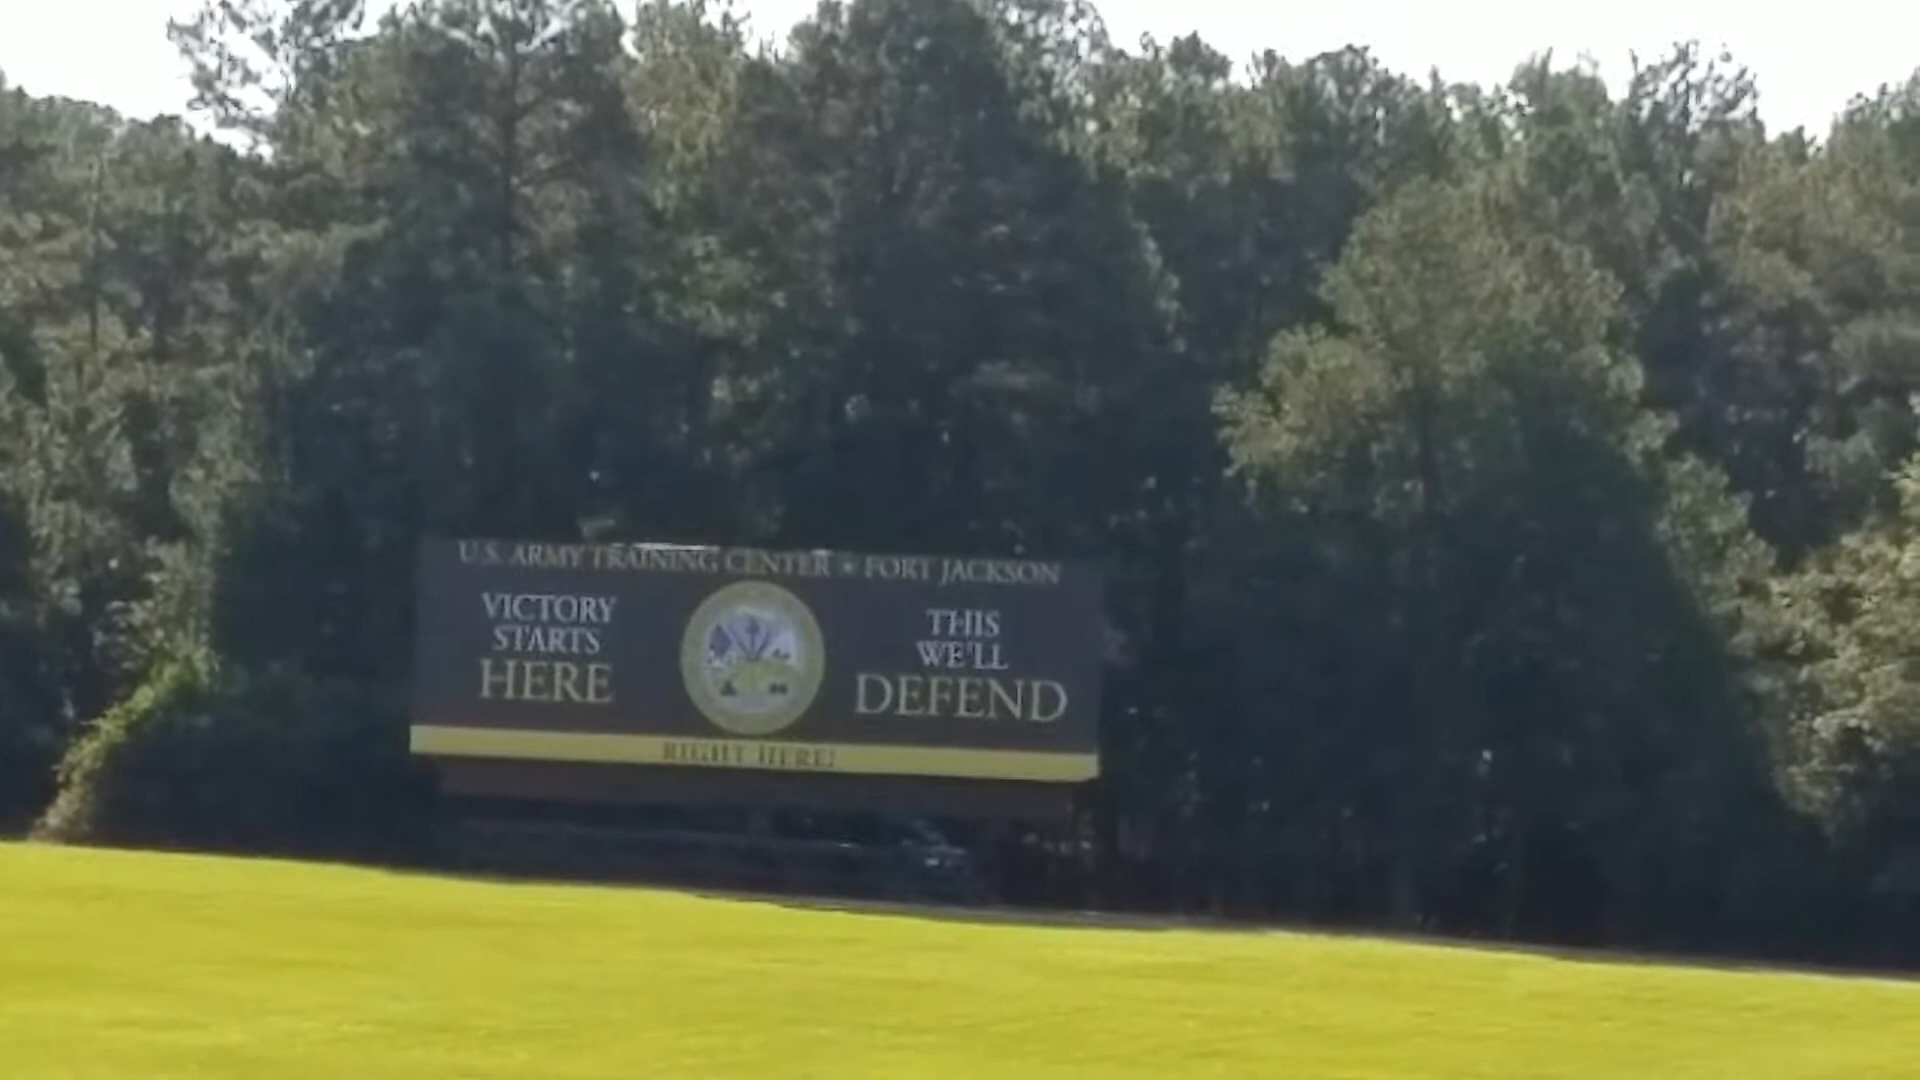 U.S. ARMY TRAINING CENTER ★ FORT JACKSON
VICTORY
STARTS
HERE
THIS
WE'LL
DEFEND
RIGHT HERE!